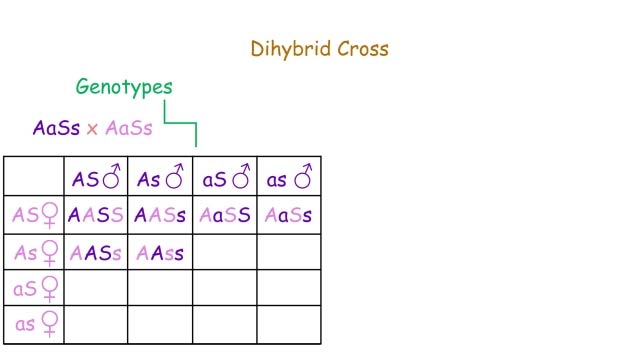 Dihybrid Cross
Genotypes
AaSs x AaSs
AS♂ As♂ aS♂ as♂
AS♀ AASS AASs AaSS AaSs
As♀ AASs AAss
aS♀
as♀